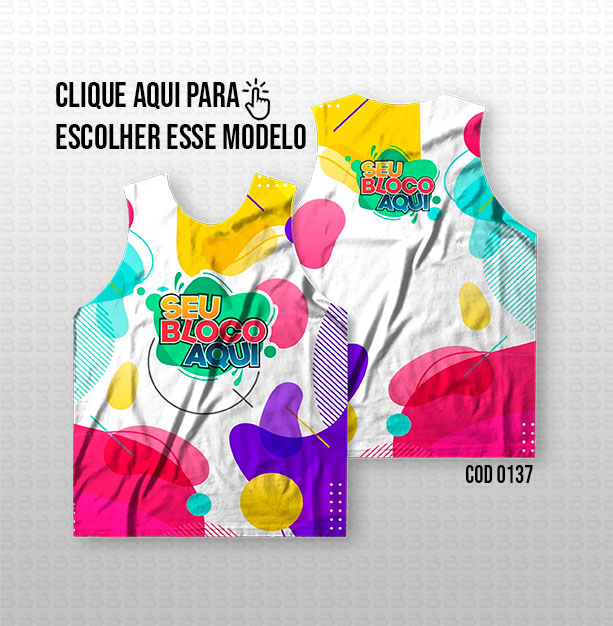 CLIQUE AQUI PARA
ESCOLHER ESSE MODELO
SEU
BLOCO
AQUI
SEU
BLOCO
AQUI
COD 0137